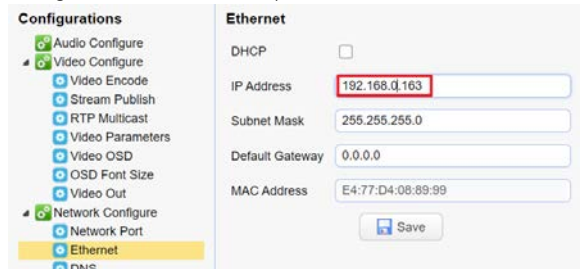 Configurations
Audio Configure
Video Configure
Video Encode
Stream Publish
RTP Multicast
Video Parameters
Video OSD
OSD Font Size
Video Out
Network Configure
Network Port
Ethernet
DNS
Ethernet
DHCP
IP Address 192.168.0.163
Subnet Mask 255.255.255.0
Default Gateway 0.0.0.0
MAC Address E4:77:D4:08:89:99
Save